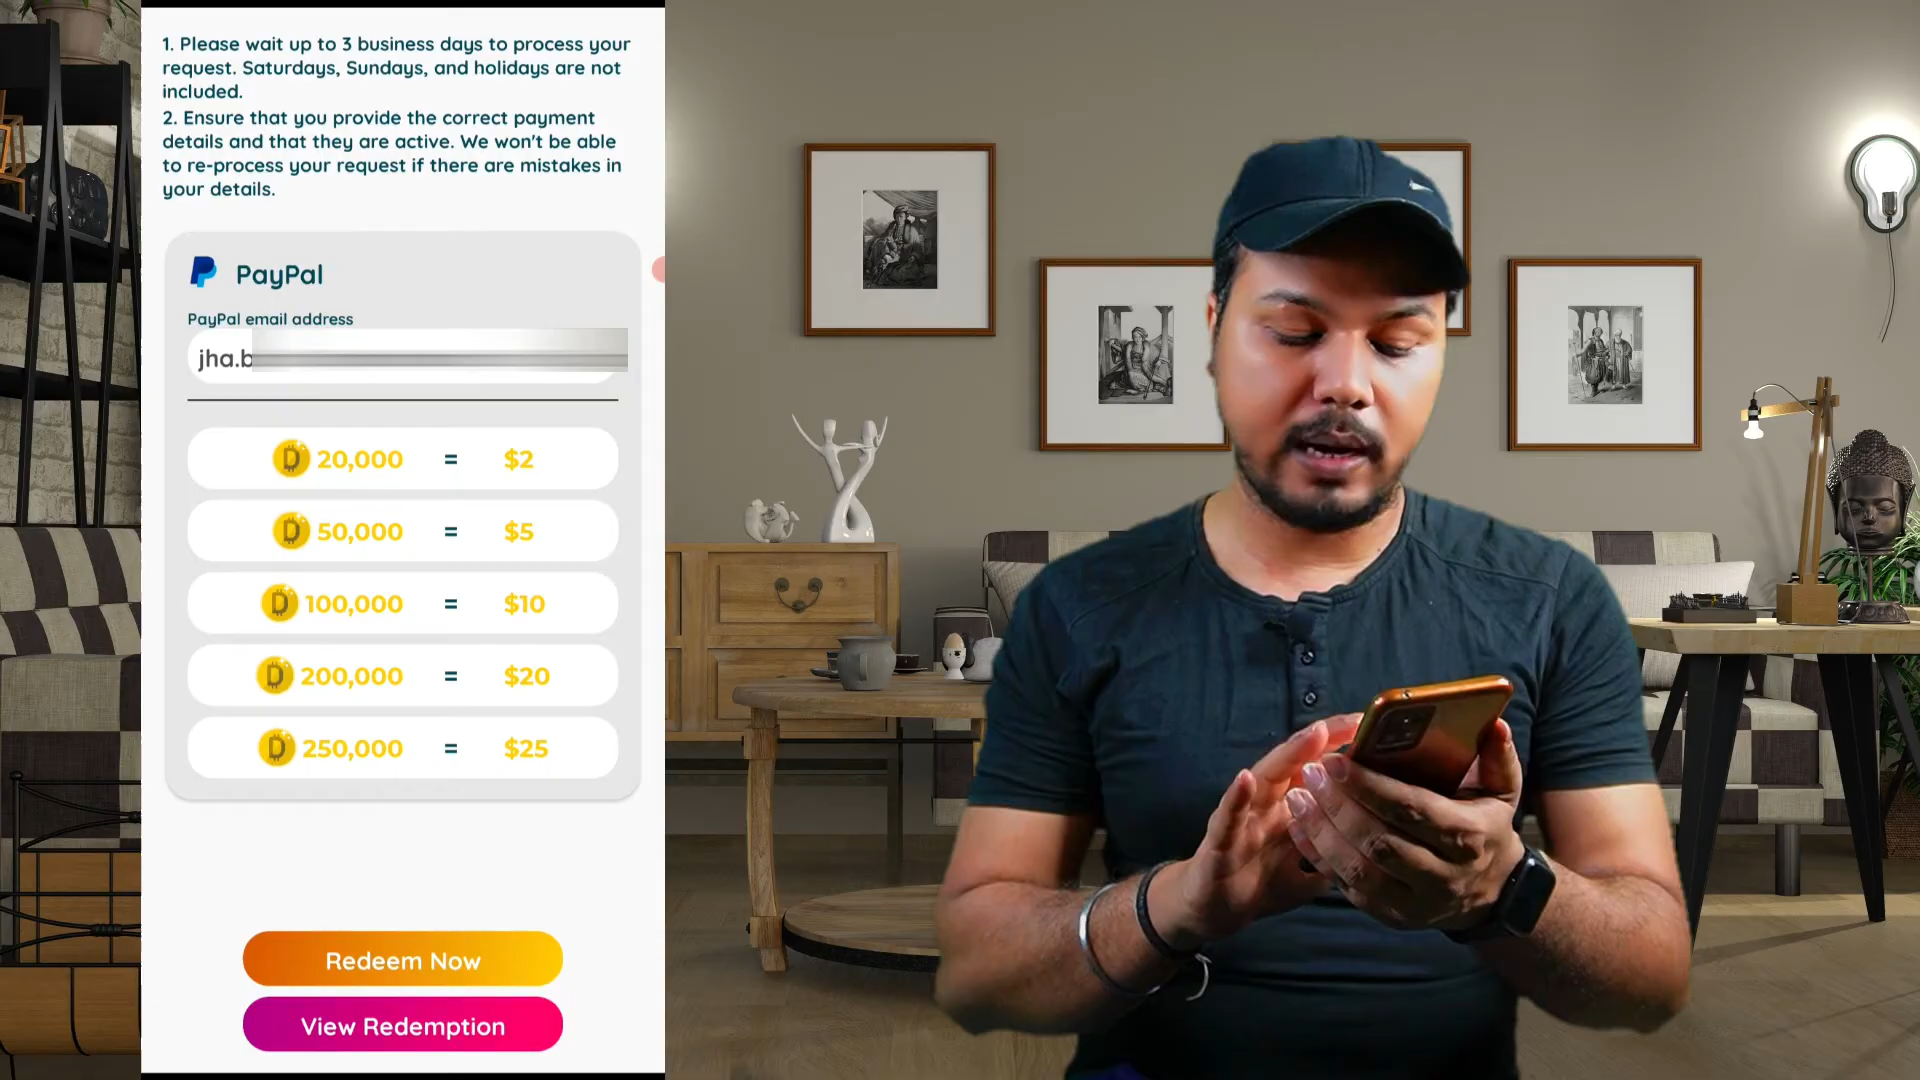 1. Please wait up to 3 business days to process your
request. Saturdays, Sundays, and holidays are not
included.
2. Ensure that you provide the correct payment
details and that they are active. We won't be able
to re-process your request if there are mistakes in
your details.
PayPal
PayPal email address
jha.b
20,000 = $2
50,000 = $5
100,000 = $10
200,000 = $20
250,000 = $25
Redeem Now
View Redemption